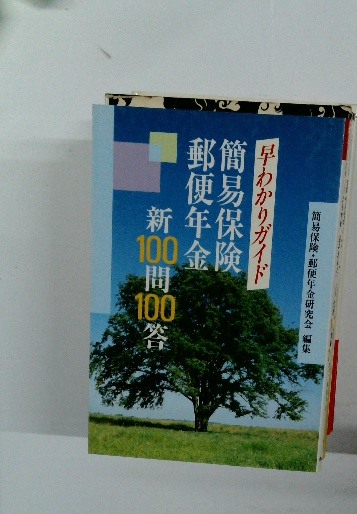 早わかりガイド
簡易保険
郵便年金
新100問100答
簡易保険・郵便年金研究会 編集